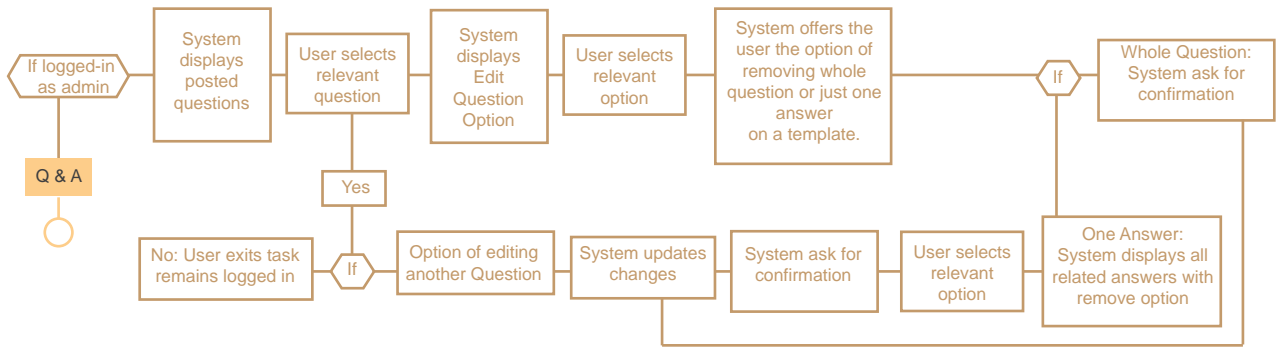 If logged-in
as admin
System
displays
posted
questions
User selects
relevant
question
System
displays
Edit
Question
Option
User selects
relevant
option
System offers the
user the option of
removing whole
question or just one
answer
on a template.
If
Whole Question:
System ask for
confirmation
Q & A
Yes
No: User exits task
remains logged in
If
Option of editing
another Question
System updates
changes
System ask for
confirmation
User selects
relevant
option
One Answer:
System displays all
related answers with
remove option